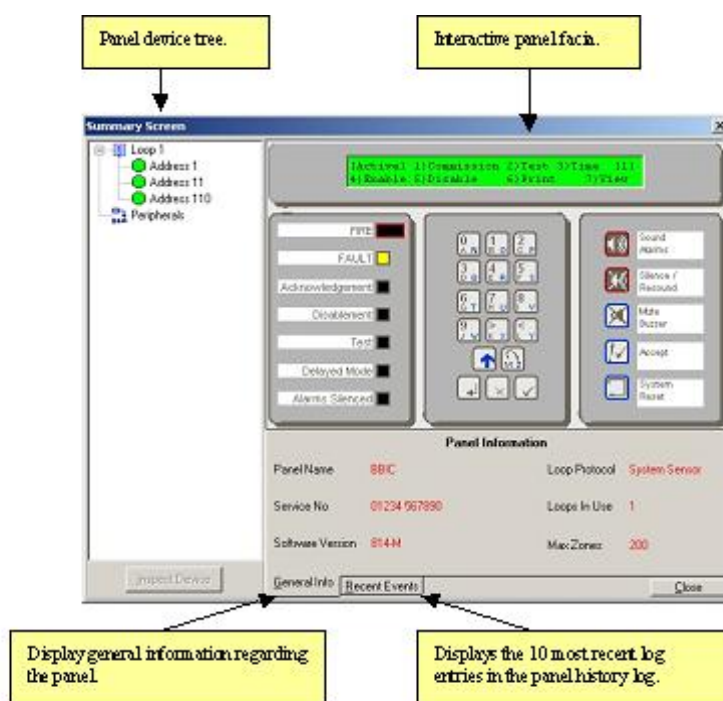 Panel device tree.
Interactive panel facia.
Summary Screen
Loop 1
Address 1
Address 11
Address 110
Peripherals
[Active] 1)Commission 2)Test 3)Time
4)Enable 5)Disable 6)Print 7)View
FIRE
FAULT
Acknowledgement
Disablement
Test
Delayed Mode
Alarms Silenced
Sound
Alarms
Silence /
Resound
Mute
Buzzer
Accept
System
Reset
Panel Information
Panel Name BBIC Loop Protocol System Sensor
Service No 01234 567890 Loops In Use 1
Software Version 814-M Max Zones 200
Inspect Device
General Info Recent Events Close
Display general information regarding
the panel.
Displays the 10 most recent log
entries in the panel history log.